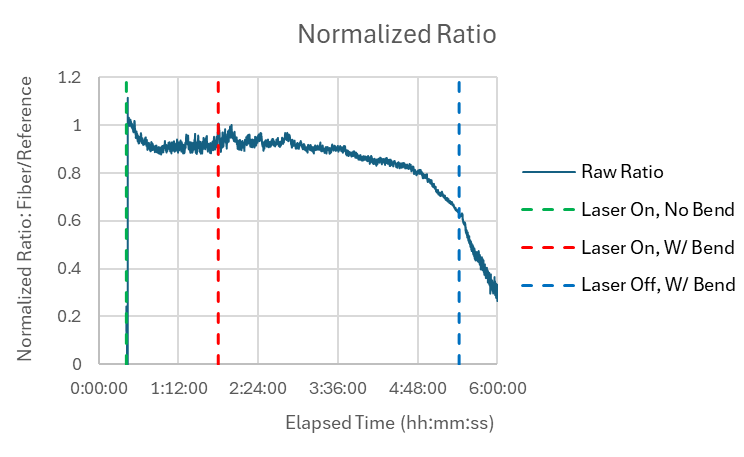 Normalized Ratio
Normalized Ratio: Fiber/Reference
1.2
1
0.8
0.6
0.4
0.2
0
0:00:00 1:12:00 2:24:00 3:36:00 4:48:00 6:00:00
Elapsed Time (hh:mm:ss)
Raw Ratio
Laser On, No Bend
Laser On, W/ Bend
Laser Off, W/ Bend